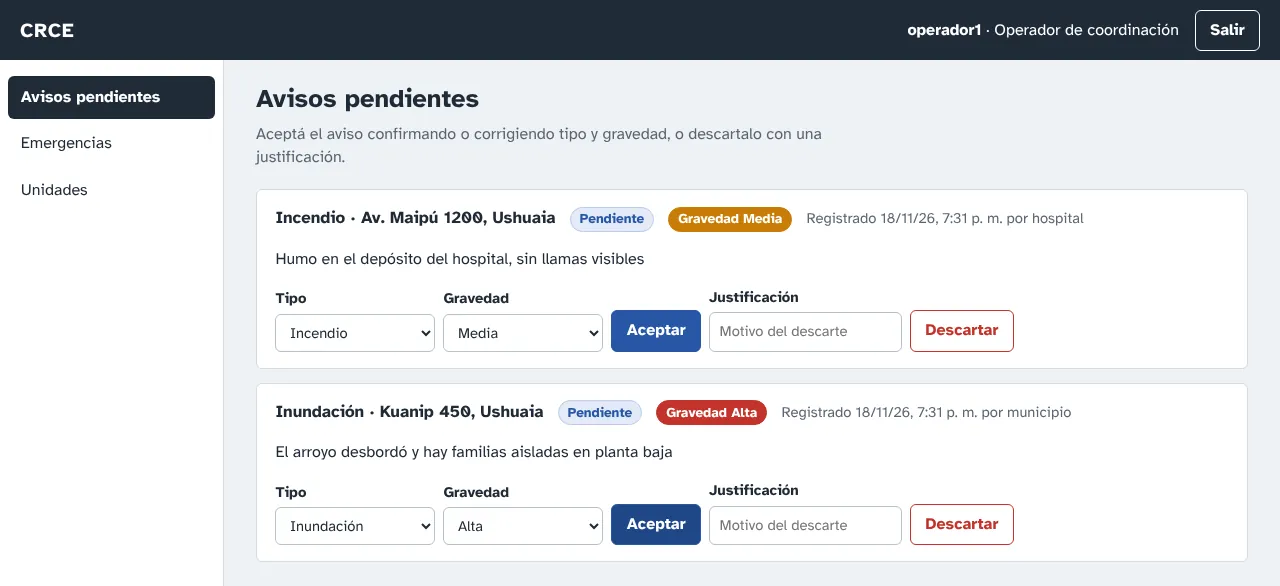 CRCE
operador1 · Operador de coordinación
Salir
Avisos pendientes
Emergencias
Unidades
Avisos pendientes
Aceptá el aviso confirmando o corrigiendo tipo y gravedad, o descartalo con una
justificación.
Incendio · Av. Maipú 1200, Ushuaia Pendiente Gravedad Media Registrado 18/11/26, 7:31 p. m. por hospital
Humo en el depósito del hospital, sin llamas visibles
Tipo Gravedad Justificación
Incendio Media Aceptar Motivo del descarte Descartar
Inundación · Kuanip 450, Ushuaia Pendiente Gravedad Alta Registrado 18/11/26, 7:31 p. m. por municipio
El arroyo desbordó y hay familias aisladas en planta baja
Tipo Gravedad Justificación
Inundación Alta Aceptar Motivo del descarte Descartar